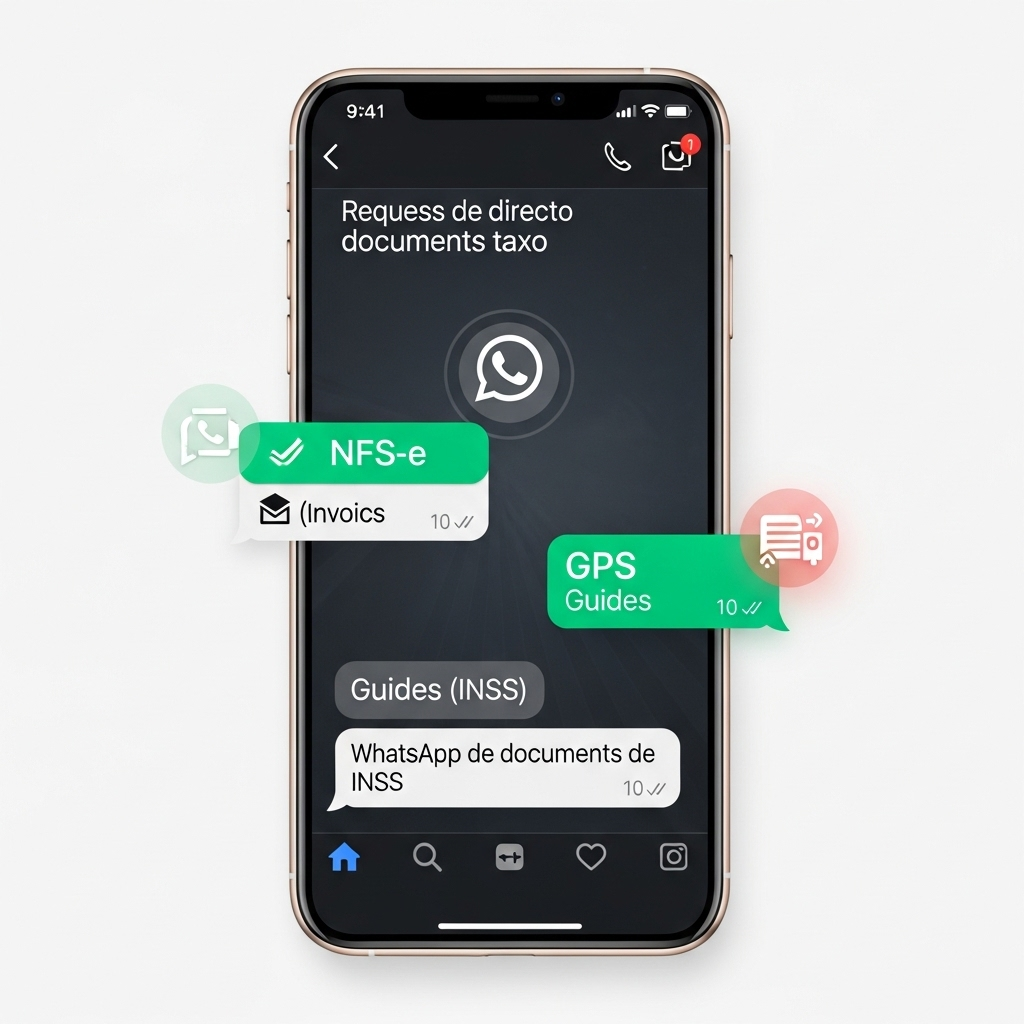 9:41
1
Requess de directo
documents taxo
NFS-e
(Invoics
10
GPS
Guides
10
Guides (INSS)
WhatsApp de documents de
INSS
10